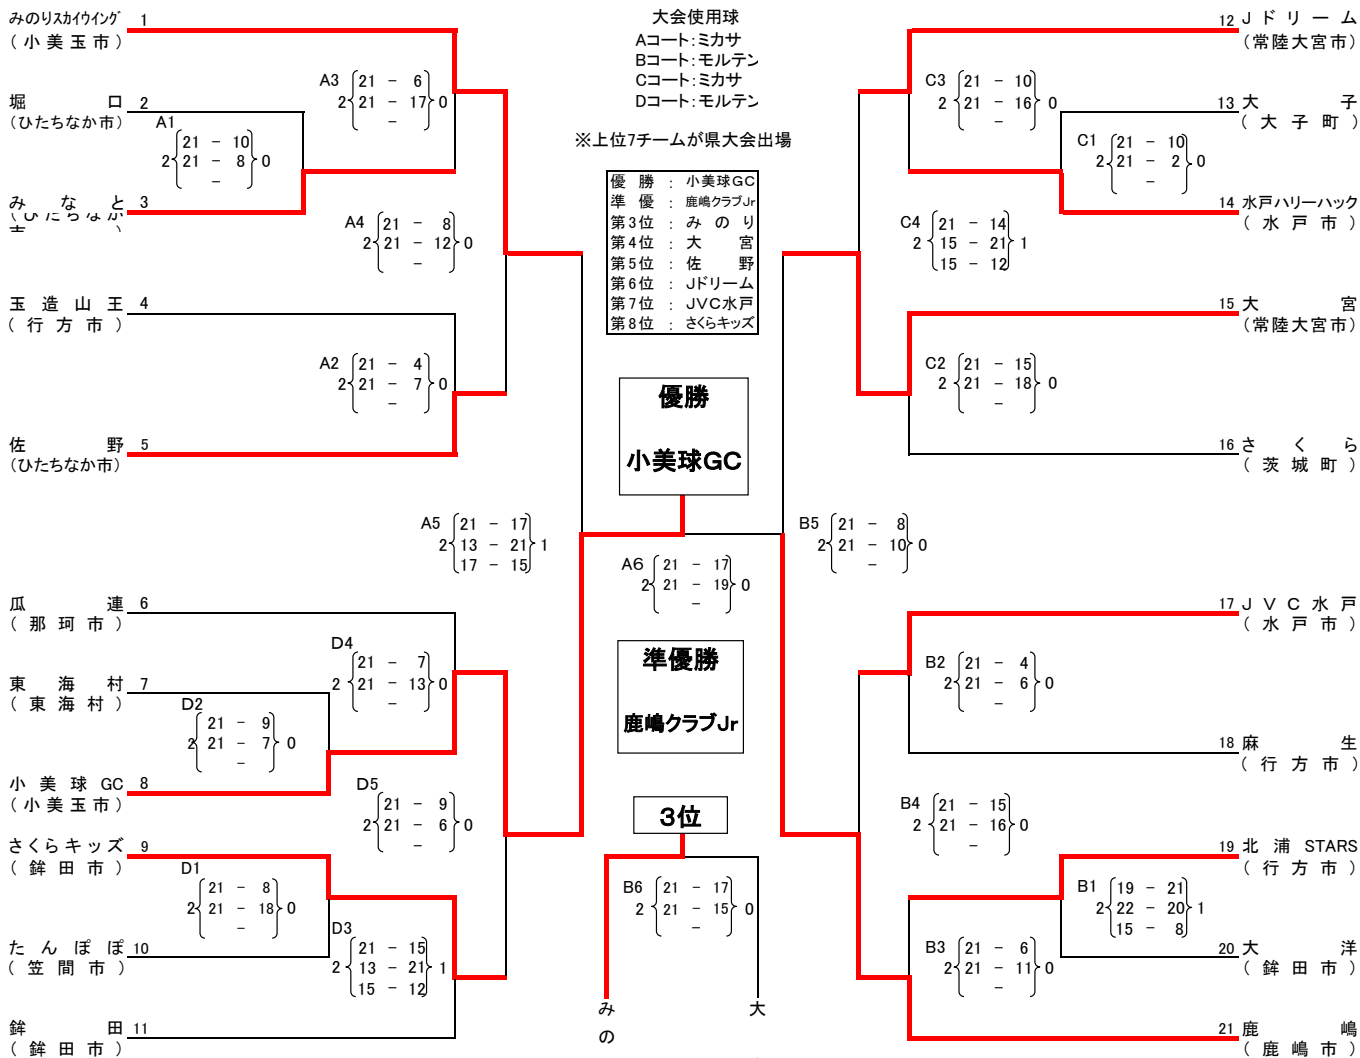 みのりスカイウイング 1
(小美玉市)
A3 21 - 6
2 21 - 17 0
-
堀口 2
(ひたちなか市)
A1 21 - 10
2 21 - 8 0
-
みなと 3
(ひたちなか
市
A4 21 - 8
2 21 - 12 0
-
玉造山王 4
(行方市)
A2 21 - 4
2 21 - 7 0
-
佐野 5
(ひたちなか市)
A5 21 - 17
2 13 - 21 1
17 - 15
瓜連 6
(那珂市)
D4 21 - 7
2 21 - 13 0
-
東海村 7
(東海村)
D2 21 - 9
2 21 - 7 0
-
小美球GC 8
(小美玉市)
D5 21 - 9
2 21 - 6 0
-
さくらキッズ 9
(鉾田市)
D1 21 - 8
2 21 - 18 0
-
たんぽぽ 10
(笠間市)
D3 21 - 15
2 13 - 21 1
15 - 12
鉾田 11
(鉾田市)
大会使用球
Aコート:ミカサ
Bコート:モルテン
Cコート:ミカサ
Dコート:モルテン
※上位7チームが県大会出場
優勝 : 小美球GC
準優 : 鹿嶋クラブJr
第3位 : みのり
第4位 : 大宮
第5位 : 佐野
第6位 : Jドリーム
第7位 : JVC水戸
第8位 : さくらキッズ
優勝
小美球GC
A6 21 - 17
2 21 - 19 0
-
準優勝
鹿嶋クラブJr
3位
B6 21 - 17
2 21 - 15 0
-
みの
大
12 Jドリーム
(常陸大宮市)
C3 21 - 10
2 21 - 16 0
-
13 大子
(大子町)
C1 21 - 10
2 21 - 2 0
-
14 水戸ハリーハック
(水戸市)
C4 21 - 14
2 15 - 21 1
15 - 12
15 大宮
(常陸大宮市)
C2 21 - 15
2 21 - 18 0
-
16 さくら
(茨城町)
B5 21 - 8
2 21 - 10 0
-
17 JVC水戸
(水戸市)
B2 21 - 4
2 21 - 6 0
-
18 麻生
(行方市)
B4 21 - 15
2 21 - 16 0
-
19 北浦STARS
(行方市)
B1 19 - 21
2 22 - 20 1
15 - 8
20 大洋
(鉾田市)
B3 21 - 6
2 21 - 11 0
-
21 鹿嶋
(鹿嶋市)